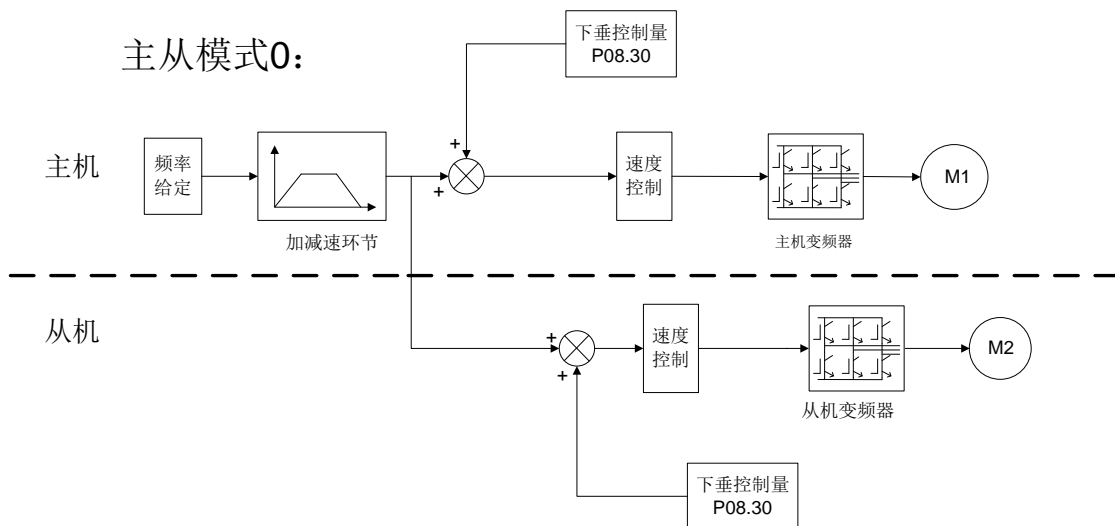 主从模式0：
下垂控制量
P08.30
主机
频率
给定
加减速环节
+
+
速度
控制
主机变频器
M1
从机
+
+
速度
控制
从机变频器
M2
下垂控制量
P08.30